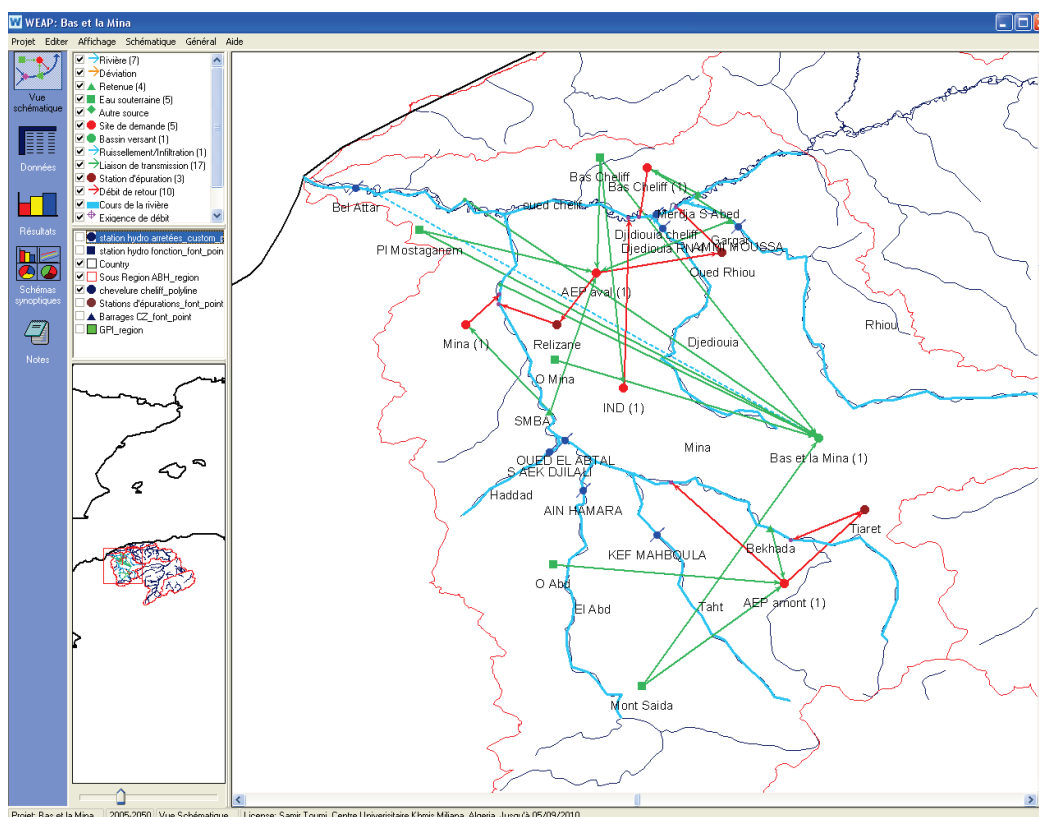 WEAP: Bas et la Mina
Projet Editer Affichage Schématique Général Aide
Vue schématique
Données
Résultats
Schémas synoptiques
Notes
Rivière (7)
Déviation
Retenue (4)
Eau souterraine (5)
Autre source
Site de demande (5)
Bassin versant (1)
Ruissellement/Infiltration (1)
Liaison de transmission (17)
Station d'épuration (3)
Débit de retour (10)
Cours de la rivière
Exigence de débit
station hydro arretées_custom_p
station hydro fonction_font_poin
Country
Sous Region ABH_region
chevelure cheliff_polyline
Stations d'épurations_font_point
Barrages CZ_font_point
GPI_region
Bas Cheliff
Bas Cheliff (1)
Bel Attar
oued chelif
Merdja S Abed
Djidiouia cheliff
Gargar
Pl Mostaganem
Oued Rhiou
AEP aval (1)
Rhiou
Mina (1)
Relizane
Djediouia
O Mina
IND (1)
SMBA
Mina
Bas et la Mina (1)
OUED EL ABTAL
S AEK DJILALI
Haddad
AIN HAMARA
Tiaret
KEF MAHBOULA
Bekhada
O Abd
El Abd
Taht
AEP amont (1)
Mont Saida
Projet: Bas et la Mina 2005-2050 Vue Schématique License: Samir Toumi, Centre Univerisitaire Khmis Miliana, Algeria, Jusqu'à 05/09/2010